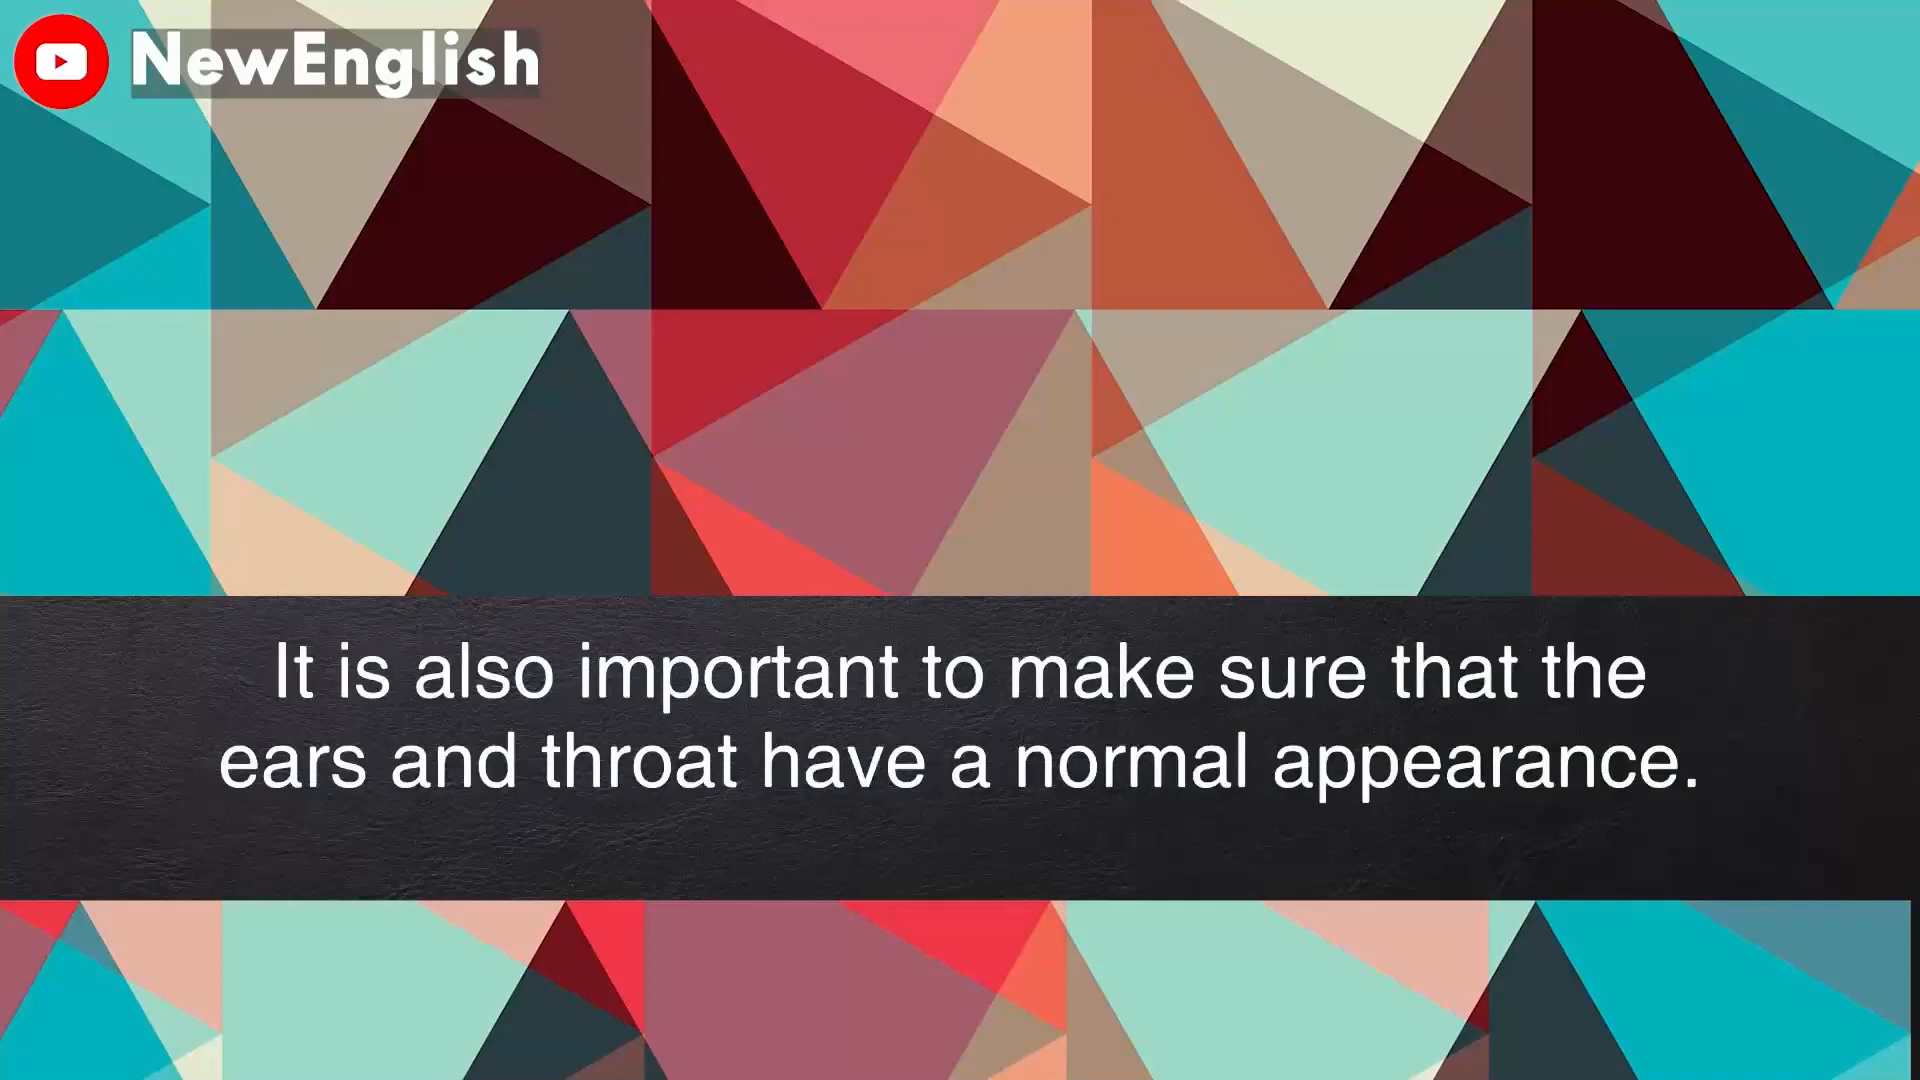 NewEnglish
It is also important to make sure that the
ears and throat have a normal appearance.